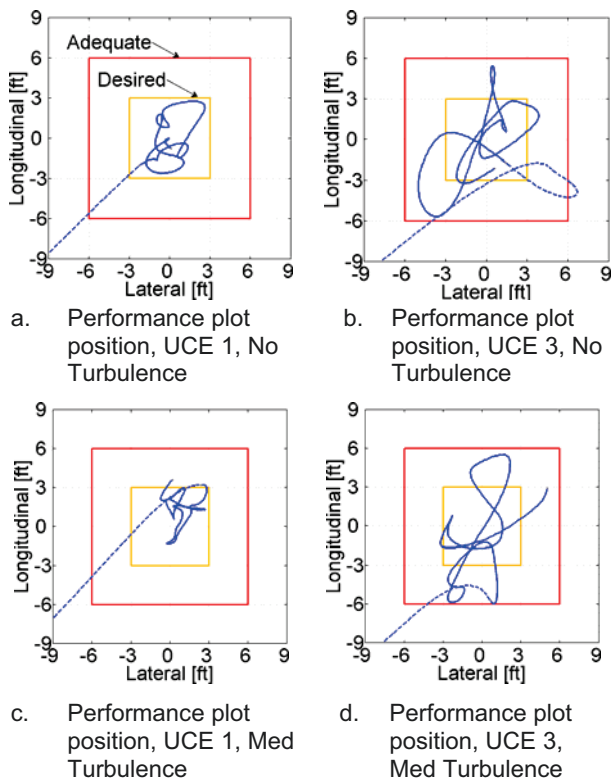 9
6
3
0
-3
-6
-9
Longitudinal [ft]
Adequate
Desired
-9 -6 -3 0 3 6 9
Lateral [ft]
a. Performance plot
position, UCE 1, No
Turbulence
9
6
3
0
-3
-6
-9
Longitudinal [ft]
-9 -6 -3 0 3 6 9
Lateral [ft]
b. Performance plot
position, UCE 3, No
Turbulence
9
6
3
0
-3
-6
-9
Longitudinal [ft]
-9 -6 -3 0 3 6 9
Lateral [ft]
c. Performance plot
position, UCE 1, Med
Turbulence
9
6
3
0
-3
-6
-9
Longitudinal [ft]
-9 -6 -3 0 3 6 9
Lateral [ft]
d. Performance plot
position, UCE 3,
Med Turbulence